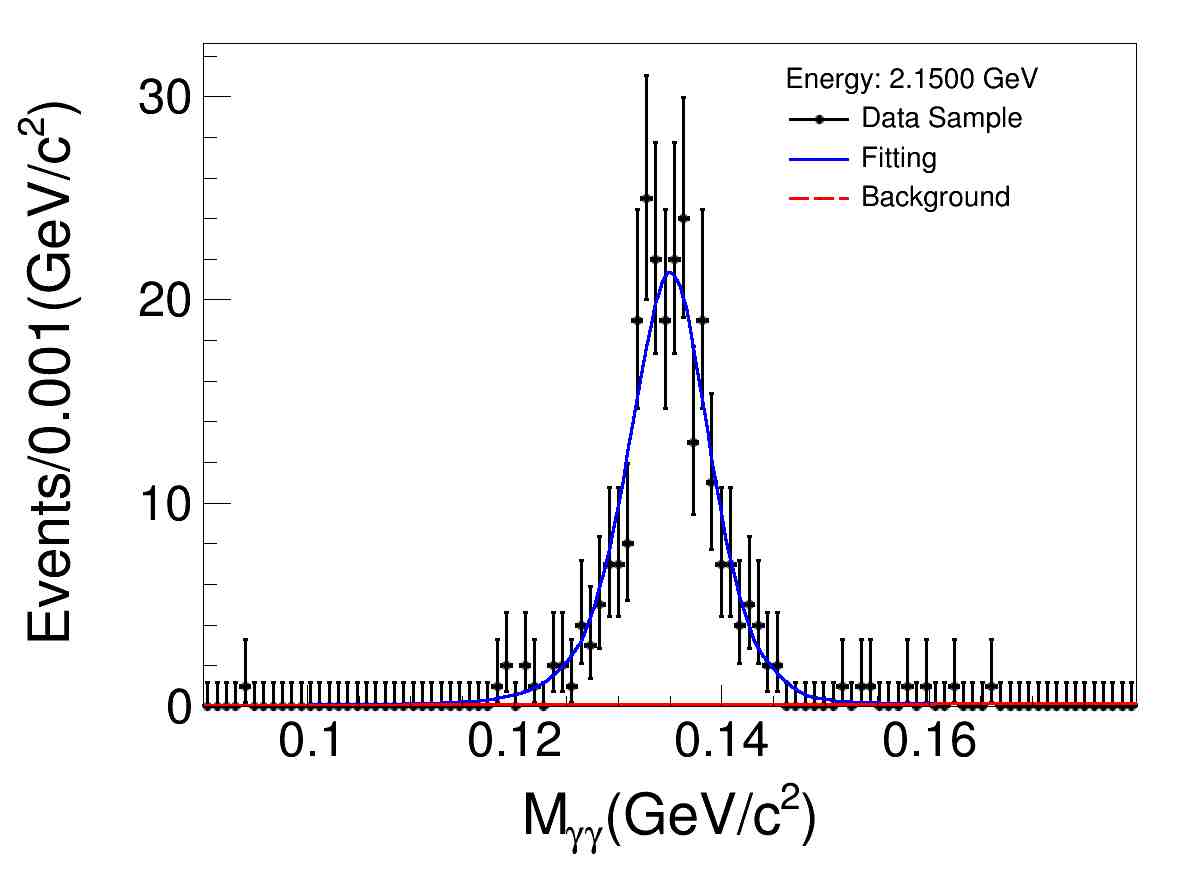 Energy: 2.1500 GeV
Data Sample
Fitting
Background
Events/0.001(GeV/c²)
30
20
10
0
0.1 0.12 0.14 0.16
Mγγ(GeV/c²)